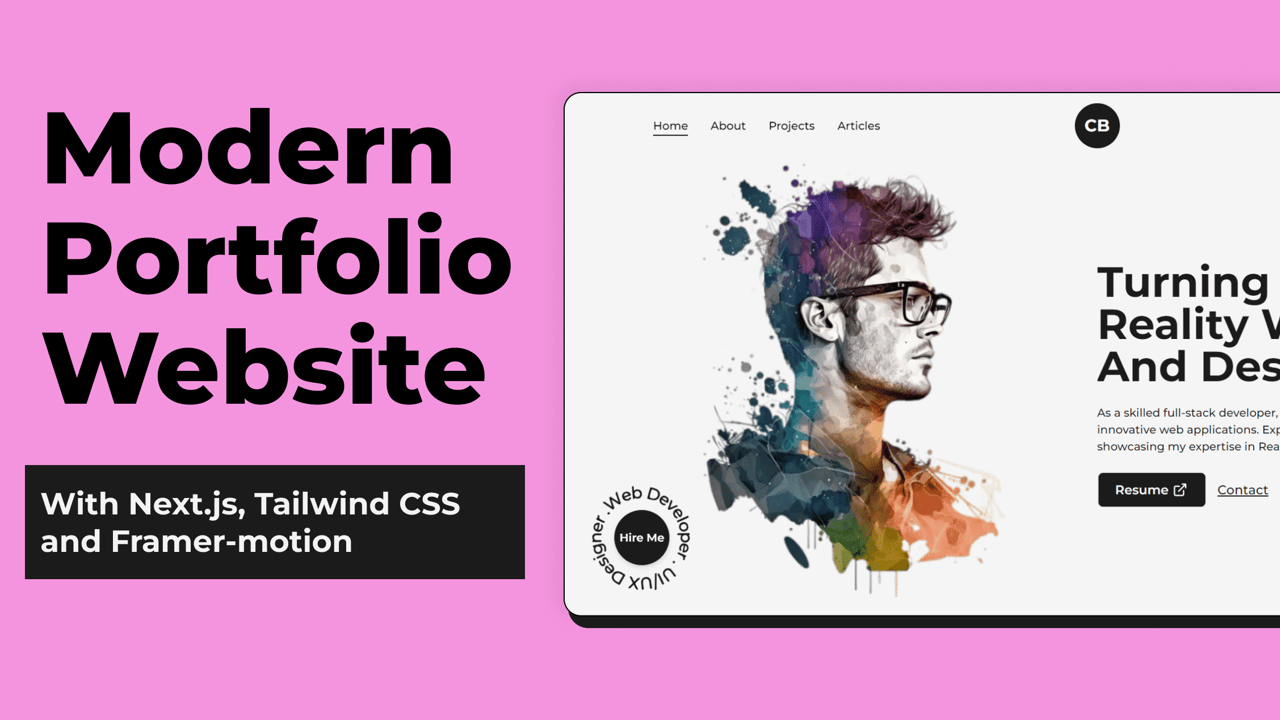 Modern
Portfolio
Website
With Next.js, Tailwind CSS
and Framer-motion
Home About Projects Articles
CB
Turning
Reality
And
As a skilled full-stack developer,
innovative web applications.
showcasing my expertise in
Resume Contact
Web Developer . UI/UX Designer .
Hire Me